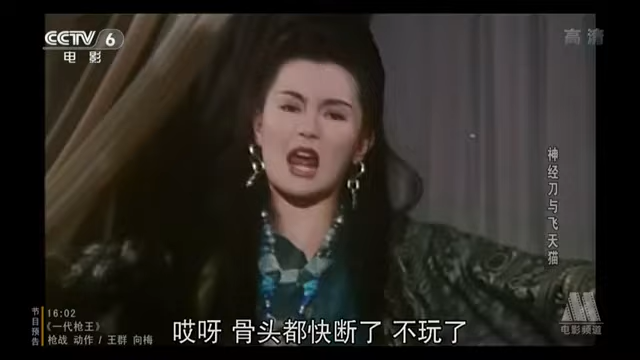 CCTV 6
电影
高清
神经刀与飞天猫
节目预告
16:02
《一代枪王》
枪战 动作 / 王群 向梅
哎呀 骨头都快断了 不玩了
电影频道